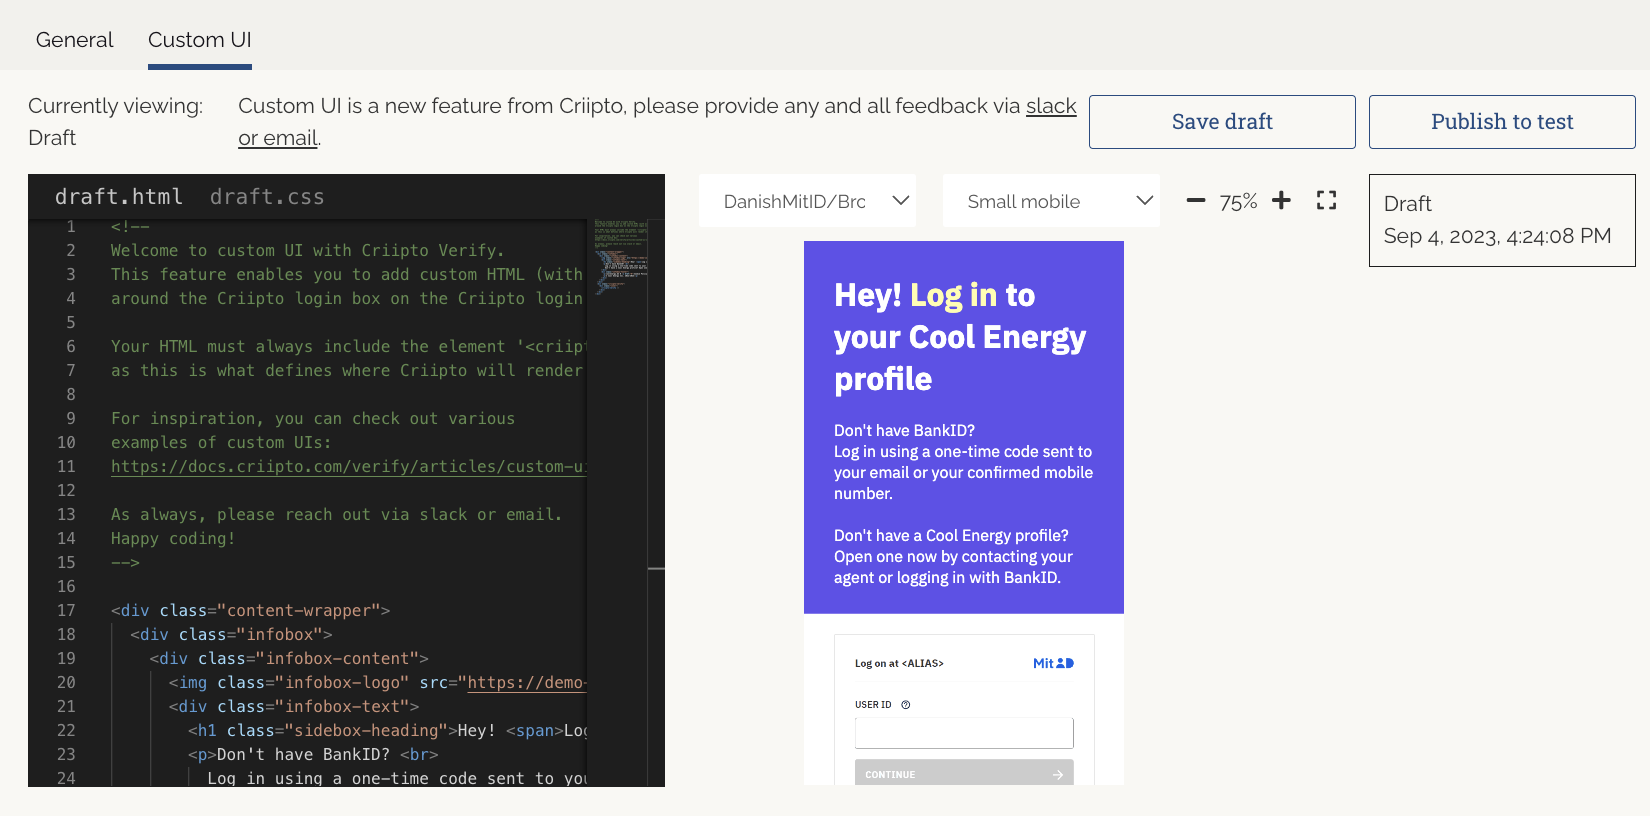 General Custom UI
Currently viewing:
Draft
Custom UI is a new feature from Criipto, please provide any and all feedback via slack
or email.
Save draft
Publish to test
draft.html draft.css
1 <!--
2 Welcome to custom UI with Criipto Verify.
3 This feature enables you to add custom HTML (with
4 around the Criipto login box on the Criipto login
5
6 Your HTML must always include the element '<criipt
7 as this is what defines where Criipto will render
8
9 For inspiration, you can check out various
10 examples of custom UIs:
11 https://docs.criipto.com/verify/articles/custom-ui
12
13 As always, please reach out via slack or email.
14 Happy coding!
15 -->
16
17 <div class="content-wrapper">
18 <div class="infobox">
19 <div class="infobox-content">
20 <img class="infobox-logo" src="https://demo-
21 <div class="infobox-text">
22 <h1 class="sidebox-heading">Hey! <span>Log
23 <p>Don't have BankID? <br>
24 Log in using a one-time code sent to you
DanishMitID/Brc
Small mobile
75%
Hey! Log in to
your Cool Energy
profile
Don't have BankID?
Log in using a one-time code sent to
your email or your confirmed mobile
number.
Don't have a Cool Energy profile?
Open one now by contacting your
agent or logging in with BankID.
Log on at <ALIAS>
Mit
USER ID
CONTINUE
Draft
Sep 4, 2023, 4:24:08 PM